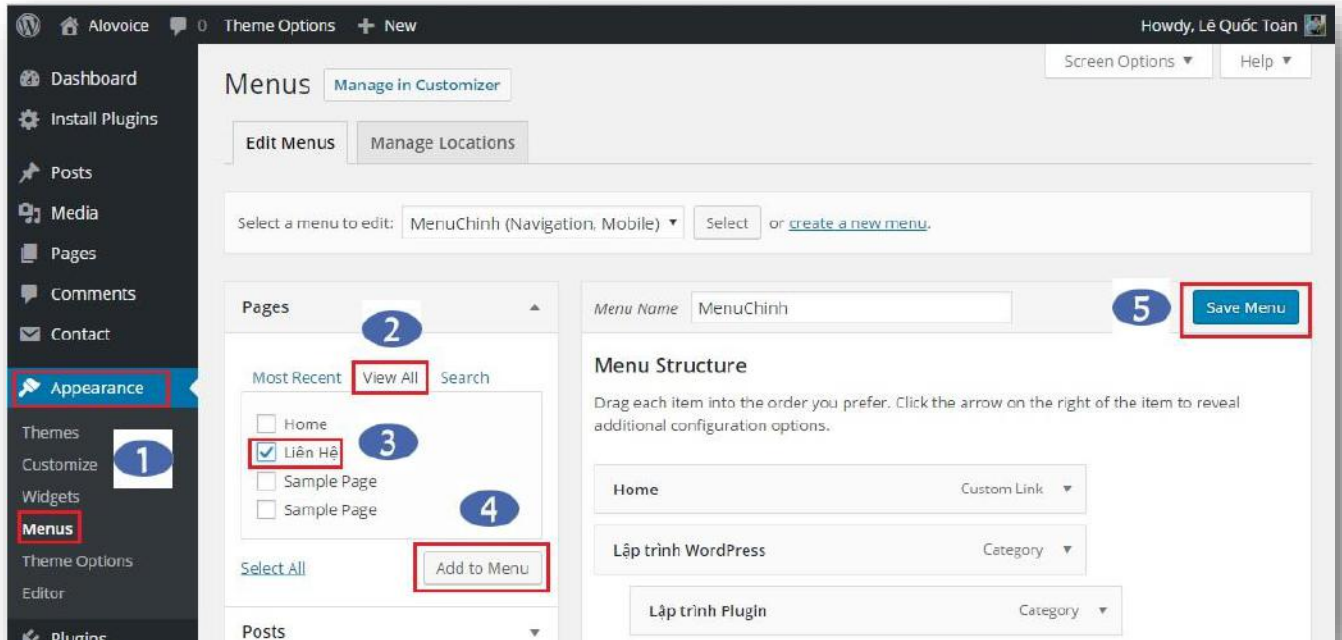 Alovoice 0 Theme Options + New Howdy, Lê Quốc Toàn
Screen Options ▼ Help ▼
Dashboard
Install Plugins
Posts
Media
Pages
Comments
Contact
Appearance
Themes
Customize
1
Widgets
Menus
Theme Options
Editor
Plugins
Menus Manage in Customizer
Edit Menus Manage Locations
Select a menu to edit: MenuChinh (Navigation, Mobile) ▼ Select or create a new menu.
Pages
2
Most Recent View All Search
Home
Liên Hệ
3
Sample Page
Sample Page
4
Select All Add to Menu
Posts
Menu Name MenuChinh 5 Save Menu
Menu Structure
Drag each item into the order you prefer. Click the arrow on the right of the item to reveal
additional configuration options.
Home Custom Link ▼
Lập trình WordPress Category ▼
Lập trình Plugin Category ▼